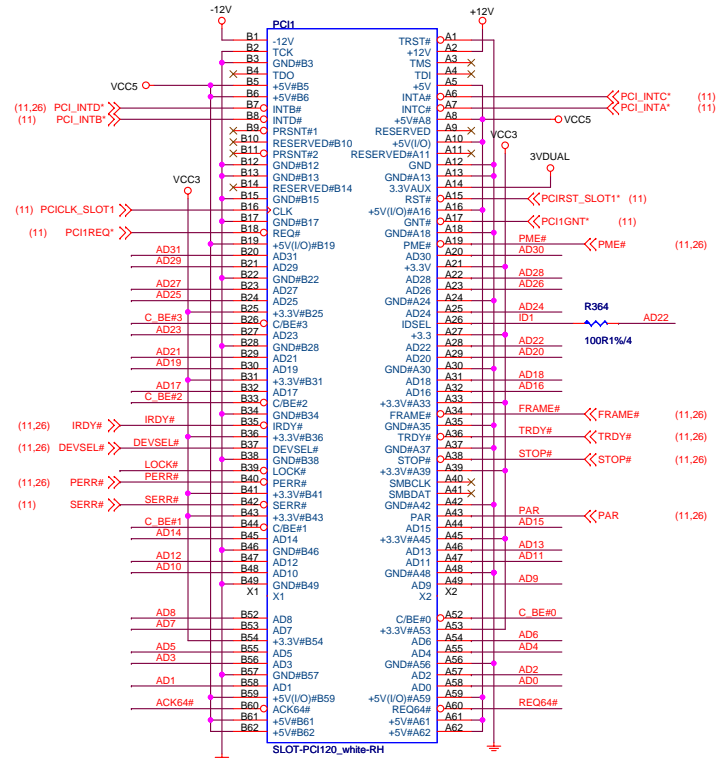 -12V
+12V
PCI1
B1 -12V TRST# A1
B2 TCK +12V A2
B3 GND#B3 TMS A3
B4 TDO TDI A4
VCC5 B5 +5V#B5 +5V A5
B6 +5V#B6 INTA# A6 PCI_INTC* (11)
(11,26) PCI_INTD* B7 INTB# INTC# A7 PCI_INTA* (11)
(11) PCI_INTB* B8 INTD# +5V#A8 A8 VCC5
B9 PRSNT#1 RESERVED A9
B10 RESERVED#B10 +5V(I/O) A10
B11 PRSNT#2 RESERVED#A11 A11 VCC3
B12 GND#B12 GND A12
B13 GND#B13 GND#A13 A13 3VDUAL
VCC3 B14 RESERVED#B14 3.3VAUX A14
B15 GND#B15 RST# A15 PCIRST_SLOT1* (11)
(11) PCICLK_SLOT1 B16 CLK +5V(I/O)#A16 A16
B17 GND#B17 GNT# A17 PCI1GNT* (11)
(11) PCI1REQ* B18 REQ# GND#A18 A18
B19 +5V(I/O)#B19 PME# A19 PME# PME# (11,26)
AD31 B20 AD31 AD30 A20 AD30
AD29 B21 AD29 +3.3V A21
B22 GND#B22 AD28 A22 AD28
AD27 B23 AD27 AD26 A23 AD26
AD25 B24 AD25 GND#A24 A24
B25 +3.3V#B25 AD24 A25 AD24 R364
C_BE#3 B26 C/BE#3 IDSEL A26 ID1 AD22
AD23 B27 AD23 +3.3 A27 100R1%/4
B28 GND#B28 AD22 A28 AD22
AD21 B29 AD21 AD20 A29 AD20
AD19 B30 AD19 GND#A30 A30
B31 +3.3V#B31 AD18 A31 AD18
AD17 B32 AD17 AD16 A32 AD16
C_BE#2 B33 C/BE#2 +3.3V#A33 A33
B34 GND#B34 FRAME# A34 FRAME# FRAME# (11,26)
(11,26) IRDY# IRDY# B35 IRDY# GND#A35 A35
B36 +3.3V#B36 TRDY# A36 TRDY# TRDY# (11,26)
(11,26) DEVSEL# DEVSEL# B37 DEVSEL# GND#A37 A37
B38 GND#B38 STOP# A38 STOP# STOP# (11,26)
LOCK# B39 LOCK# +3.3V#A39 A39
(11,26) PERR# PERR# B40 PERR# SMBCLK A40
B41 +3.3V#B41 SMBDAT A41
(11) SERR# SERR# B42 SERR# GND#A42 A42
B43 +3.3V#B43 PAR A43 PAR PAR (11,26)
C_BE#1 B44 C/BE#1 AD15 A44 AD15
AD14 B45 AD14 +3.3V#A45 A45
B46 GND#B46 AD13 A46 AD13
AD12 B47 AD12 AD11 A47 AD11
AD10 B48 AD10 GND#A48 A48
B49 GND#B49 AD9 A49 AD9
X1 X1 X2 X2
AD8 B52 AD8 C/BE#0 A52 C_BE#0
AD7 B53 AD7 +3.3V#A53 A53
B54 +3.3V#B54 AD6 A54 AD6
AD5 B55 AD5 AD4 A55 AD4
AD3 B56 AD3 GND#A56 A56
B57 GND#B57 AD2 A57 AD2
AD1 B58 AD1 AD0 A58 AD0
B59 +5V(I/O)#B59 +5V(I/O)#A59 A59
ACK64# B60 ACK64# REQ64# A60 REQ64#
B61 +5V#B61 +5V#A61 A61
B62 +5V#B62 +5V#A62 A62
SLOT-PCI120_white-RH